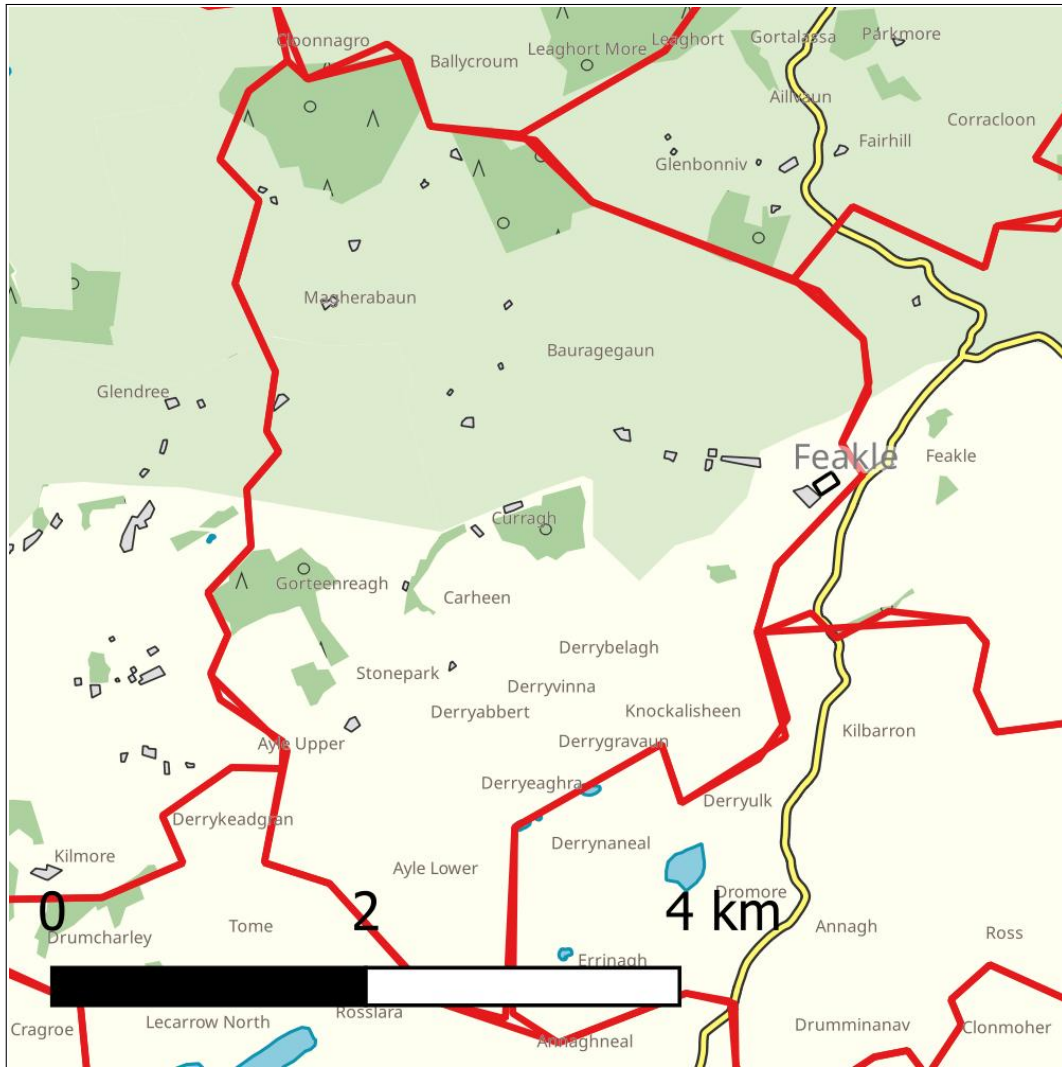 Cloonnagro
Ballycroum
Leaghort More
Leaghort
Gortalassa
Parkmore
Aillvaun
Corracloon
Fairhill
Glenbonniv
Magherabaun
Bauragegaun
Glendree
Feakle
Feakle
Curragh
Gorteenreagh
Carheen
Derrybelagh
Stonepark
Derryvinna
Derryabbert
Knockalisheen
Kilbarron
Ayle Upper
Derrygravaun
Derryeaghra
Derryulk
Derrykeadgran
Derrynaneal
Kilmore
Ayle Lower
Dromore
0 2 4 km
Tome
Annagh
Drumcharley
Ross
Errinagh
Rosslara
Cragroe
Lecarrow North
Drumminanav
Clonmoher
Annaghneal